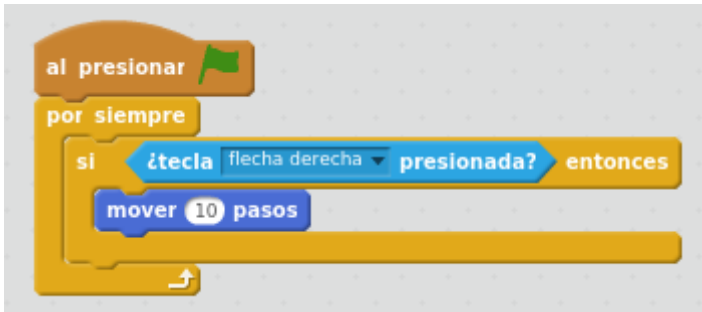 al presionar
por siempre
si ¿tecla flecha derecha presionada? entonces
mover 10 pasos